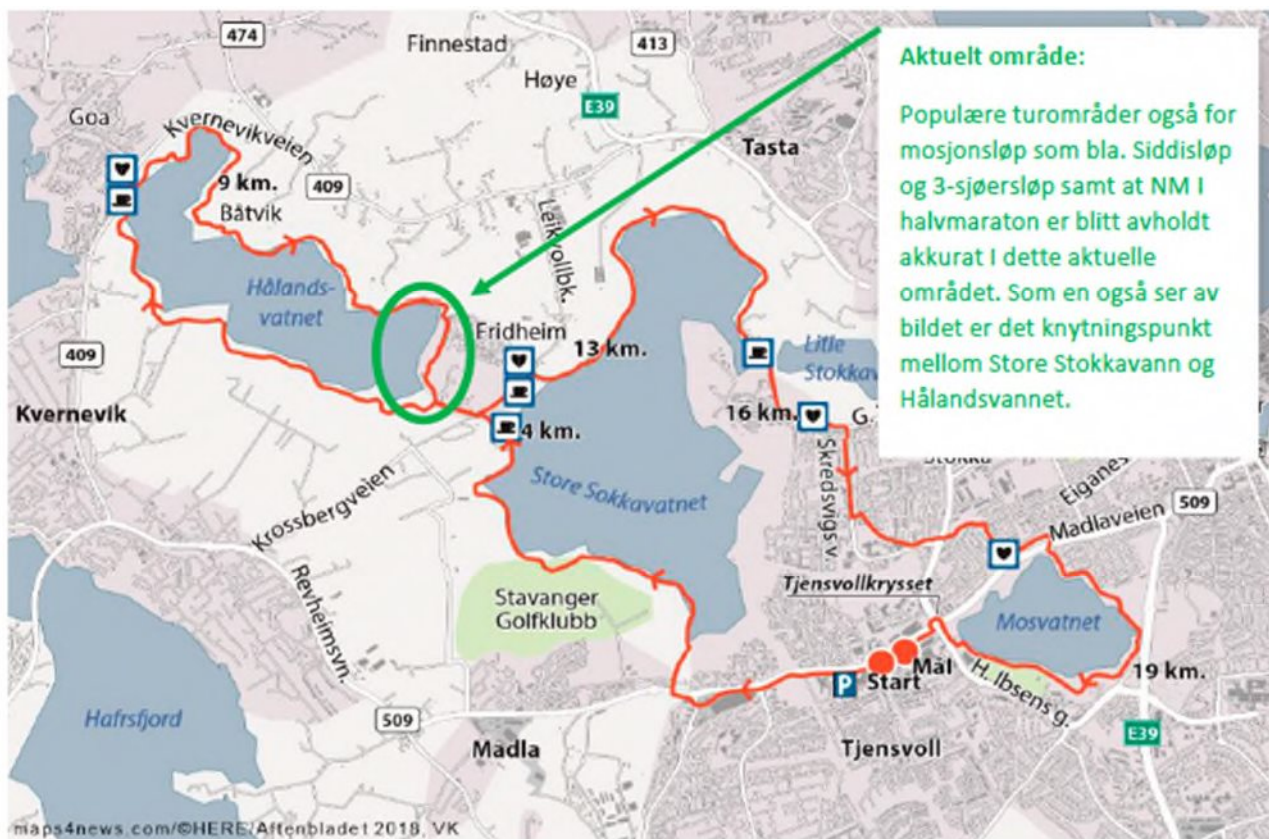 474
Finnestad
413
Høye
E39
Goa
Kvernevikveien
Tasta
9 km.
409
Båtvik
Leikvollbk.
Aktuelt område:
Populære turområder også for
mosjonsløp som bla. Siddisløp
og 3-sjøersløp samt at NM I
halvmaraton er blitt avholdt
akkurat I dette aktuelle
området. Som en også ser av
bildet er det knytningspunkt
mellom Store Stokkavann og
Hålandsvannet.
Hålands-
vatnet
Fridheim
13 km.
Litle
Stokkava
409
Kvernevik
4 km.
16 km.
G.
Stokka
Skredsvigs v.
Eiganes
509
Store Sokkavatnet
Madlaveien
Krossbergveien
Revheimsvn.
Stavanger
Golfklubb
Tjensvollkrysset
Mosvatnet
Mål
P
Start
H. Ibsens g.
19 km.
Hafrsfjord
509
Madla
Tjensvoll
E39
maps4news.com/©HERE/Aftenbladet 2018, VK